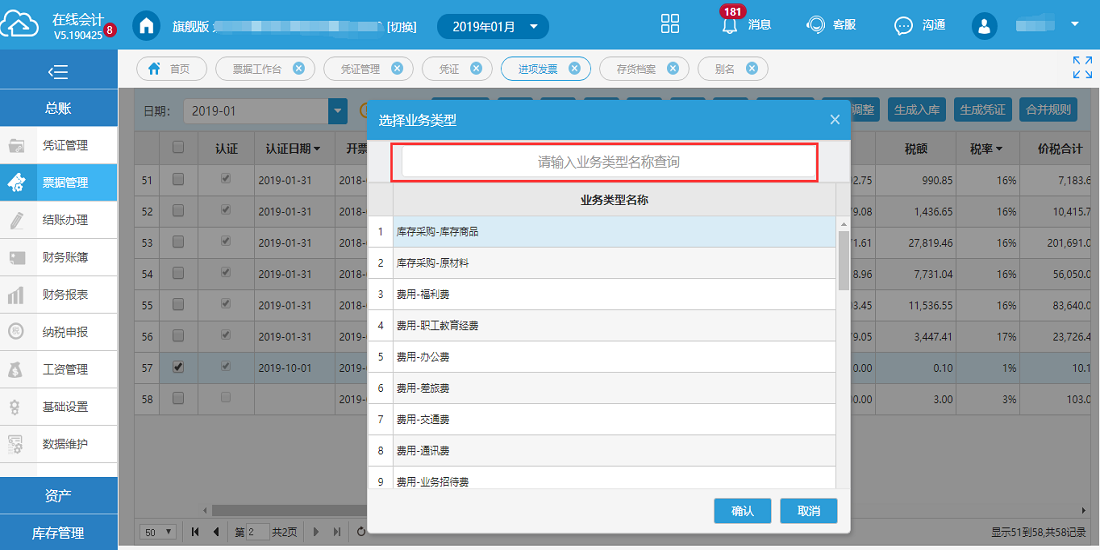 在线会计
V5.190425 8
旗舰版 [切换] 2019年01月 181 消息 客服 沟通
首页 票据工作台 凭证管理 凭证 进项发票 存货档案 别名
总账
凭证管理
票据管理
结账办理
财务账簿
财务报表
纳税申报
工资管理
基础设置
数据维护
资产
库存管理
日期: 2019-01 调整 生成入库 生成凭证 合并规则
认证 认证日期 开票 税额 税率 价税合计
51 2019-01-31 2018- 2.75 990.85 16% 7,183.6
52 2019-01-31 2018- 9.08 1,436.65 16% 10,415.7
53 2019-01-31 2018- 1.61 27,819.46 16% 201,691.0
54 2019-01-31 2018- 8.96 7,731.04 16% 56,050.0
55 2019-01-31 2018- 3.45 11,536.55 16% 83,640.0
56 2019-01-31 2018- 9.05 3,447.41 17% 23,726.4
57 2019-10-01 2019- 0.00 0.10 1% 10.1
58 2019- 0.00 3.00 3% 103.0
选择业务类型
请输入业务类型名称查询
业务类型名称
1 库存采购-库存商品
2 库存采购-原材料
3 费用-福利费
4 费用-职工教育经费
5 费用-办公费
6 费用-差旅费
7 费用-交通费
8 费用-通讯费
9 费用-业务招待费
确认 取消
50 第 2 共2页 显示51到58,共58记录